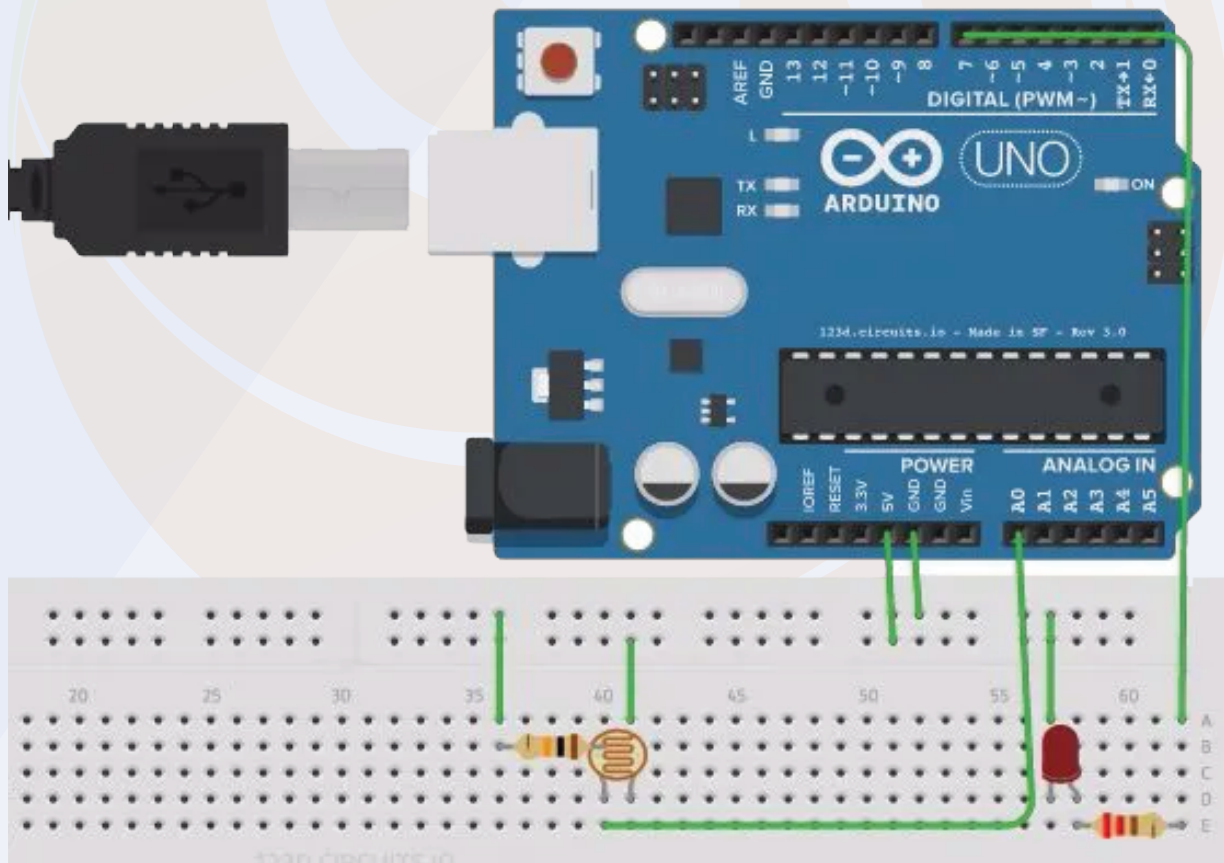 AREF
GND
13
12
~11
~10
~9
8
7
~6
~5
4
~3
2
TX→1
RX←0
DIGITAL (PWM~)
L
TX
RX
ARDUINO
UNO
ON
123d.circuits.io - Made in SF - Rev 3.0
POWER
ANALOG IN
IOREF
RESET
3.3V
5V
GND
GND
Vin
A0
A1
A2
A3
A4
A5
20 25 30 35 40 45 50 55 60
A
B
C
D
E